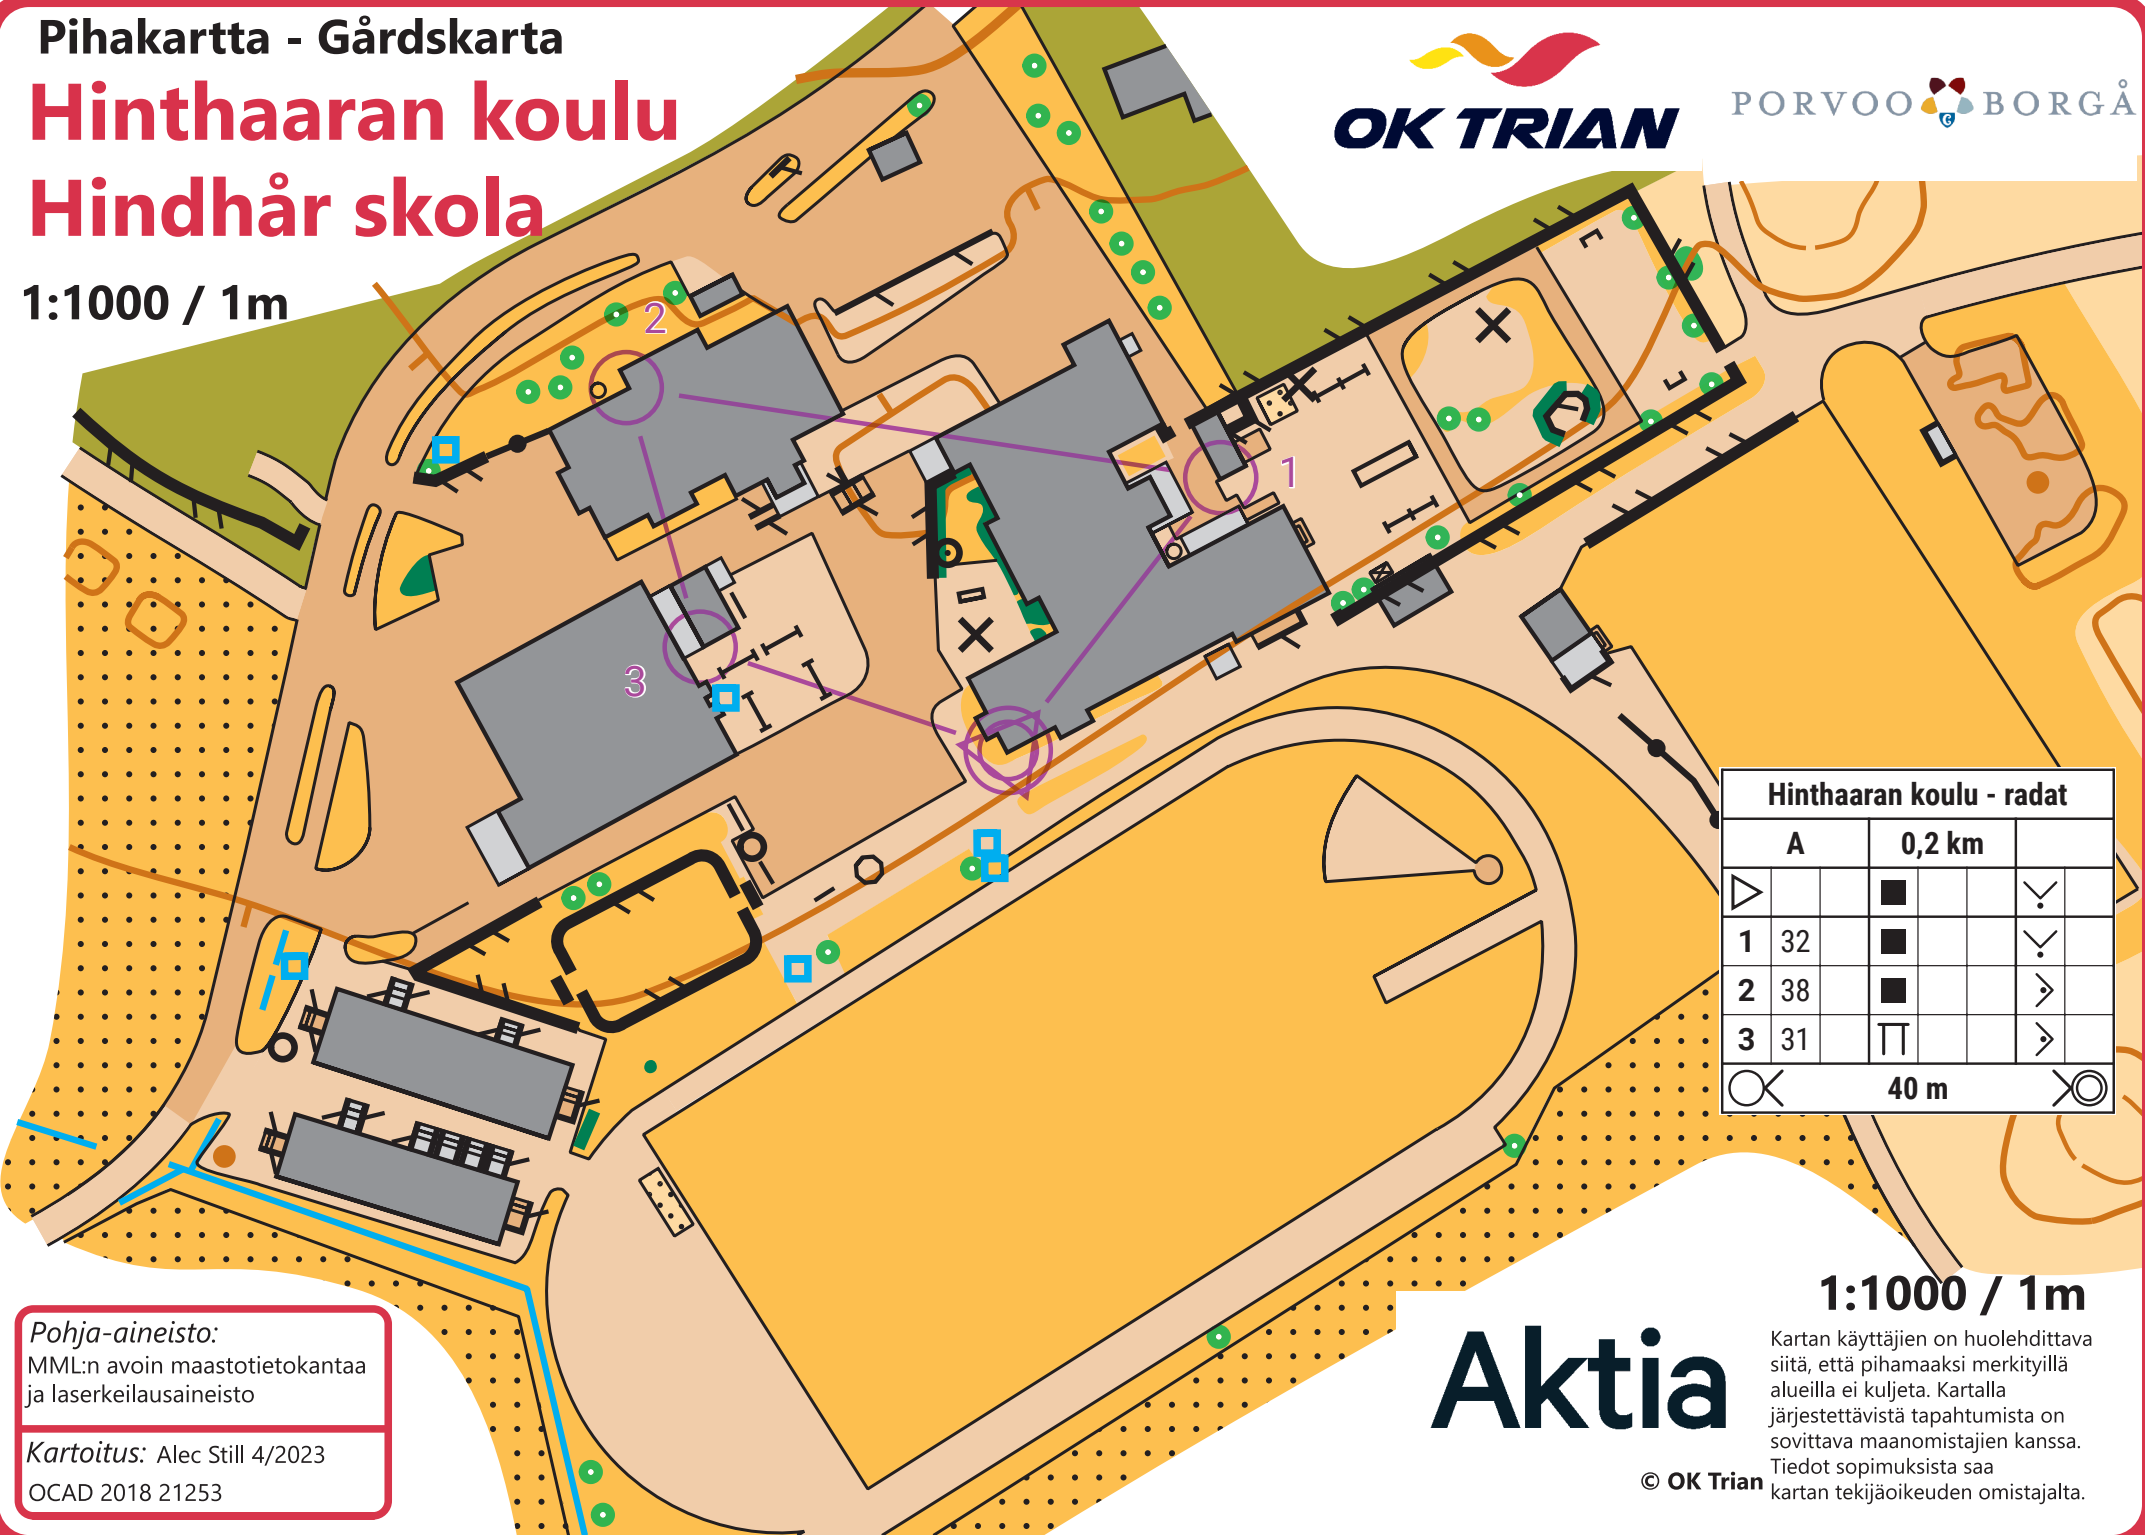 Pihakartta - Gårdskarta
Hinthaaran koulu
Hindhår skola
1:1000 / 1m
OK TRIAN
PORVOO BORGÅ
2
1
3
Hinthaaran koulu - radat
A 0,2 km
1 32
2 38
3 31
40 m
1:1000 / 1m
Aktia
Kartan käyttäjien on huolehdittava
siitä, että pihamaaksi merkityillä
alueilla ei kuljeta. Kartalla
järjestettävistä tapahtumista on
sovittava maanomistajien kanssa.
Tiedot sopimuksista saa
kartan tekijäoikeuden omistajalta.
© OK Trian
Pohja-aineisto:
MML:n avoin maastotietokantaa
ja laserkeilausaineisto
Kartoitus: Alec Still 4/2023
OCAD 2018 21253